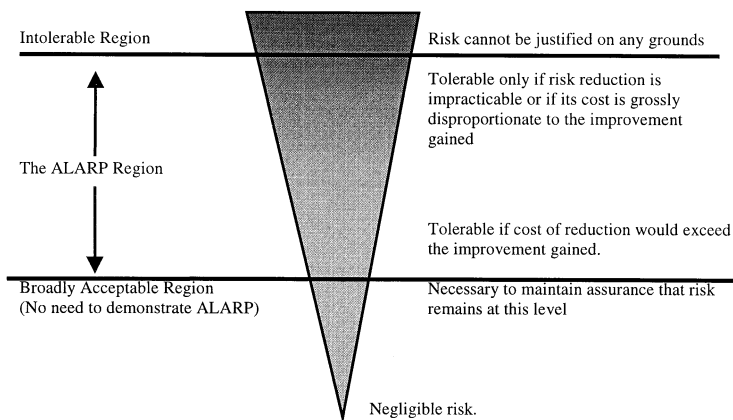 Intolerable Region
Risk cannot be justified on any grounds
Tolerable only if risk reduction is
impracticable or if its cost is grossly
disproportionate to the improvement
gained
The ALARP Region
Tolerable if cost of reduction would exceed
the improvement gained.
Broadly Acceptable Region
(No need to demonstrate ALARP)
Necessary to maintain assurance that risk
remains at this level
Negligible risk.